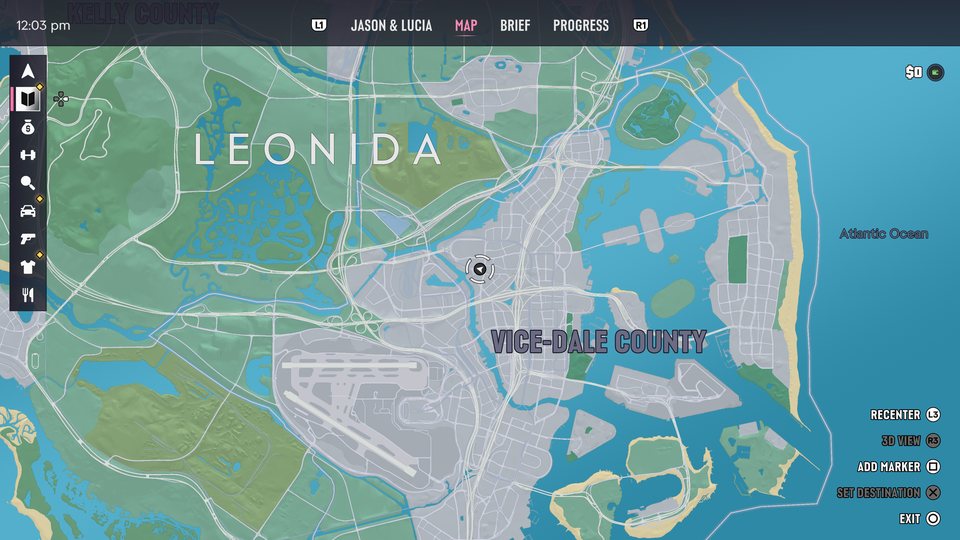 KELLY COUNTY
12:03 pm
L1 JASON & LUCIA MAP BRIEF PROGRESS R1
$0
LEONIDA
Atlantic Ocean
VICE-DALE COUNTY
RECENTER L3
3D VIEW R3
ADD MARKER
SET DESTINATION
EXIT